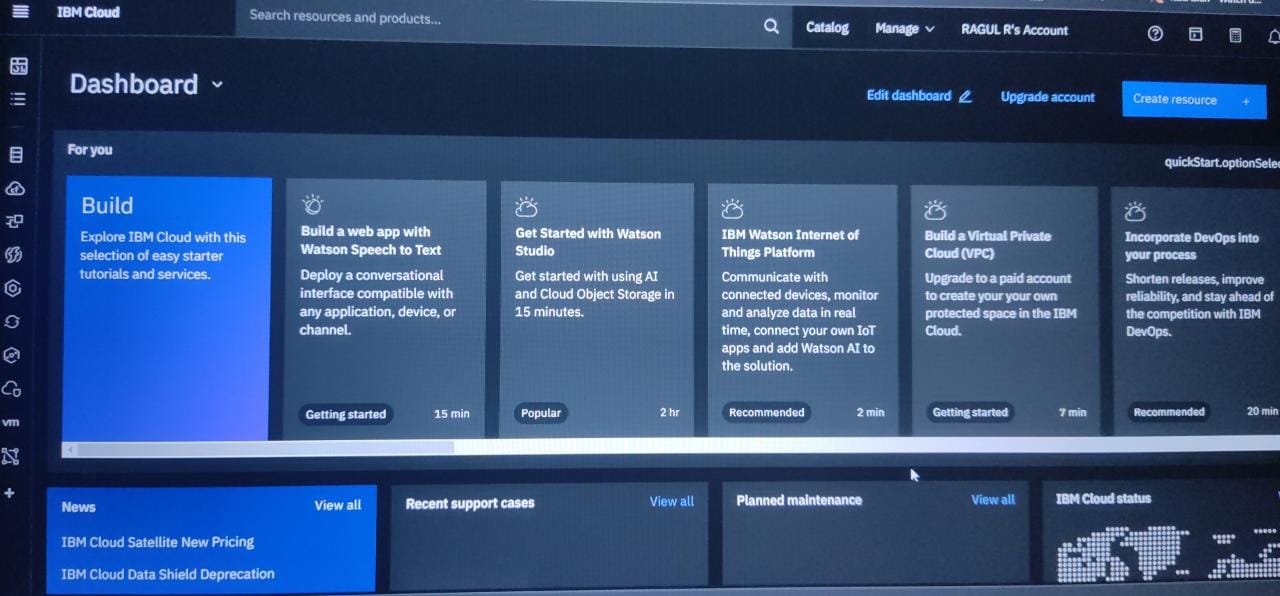 IBM Cloud
Search resources and products...
Catalog
Manage
RAGUL R's Account
Dashboard
Edit dashboard
Upgrade account
Create resource +
For you
quickStart.optionSelec
Build
Explore IBM Cloud with this
selection of easy starter
tutorials and services.
Build a web app with
Watson Speech to Text
Deploy a conversational
interface compatible with
any application, device, or
channel.
Getting started
15 min
Get Started with Watson
Studio
Get started with using AI
and Cloud Object Storage in
15 minutes.
Popular
2 hr
IBM Watson Internet of
Things Platform
Communicate with
connected devices, monitor
and analyze data in real
time, connect your own IoT
apps and add Watson AI to
the solution.
Recommended
2 min
Build a Virtual Private
Cloud (VPC)
Upgrade to a paid account
to create your your own
protected space in the IBM
Cloud.
Getting started
7 min
Incorporate DevOps into
your process
Shorten releases, improve
reliability, and stay ahead of
the competition with IBM
DevOps.
Recommended
20 min
vm
News
View all
IBM Cloud Satellite New Pricing
IBM Cloud Data Shield Deprecation
Recent support cases
View all
Planned maintenance
View all
IBM Cloud status